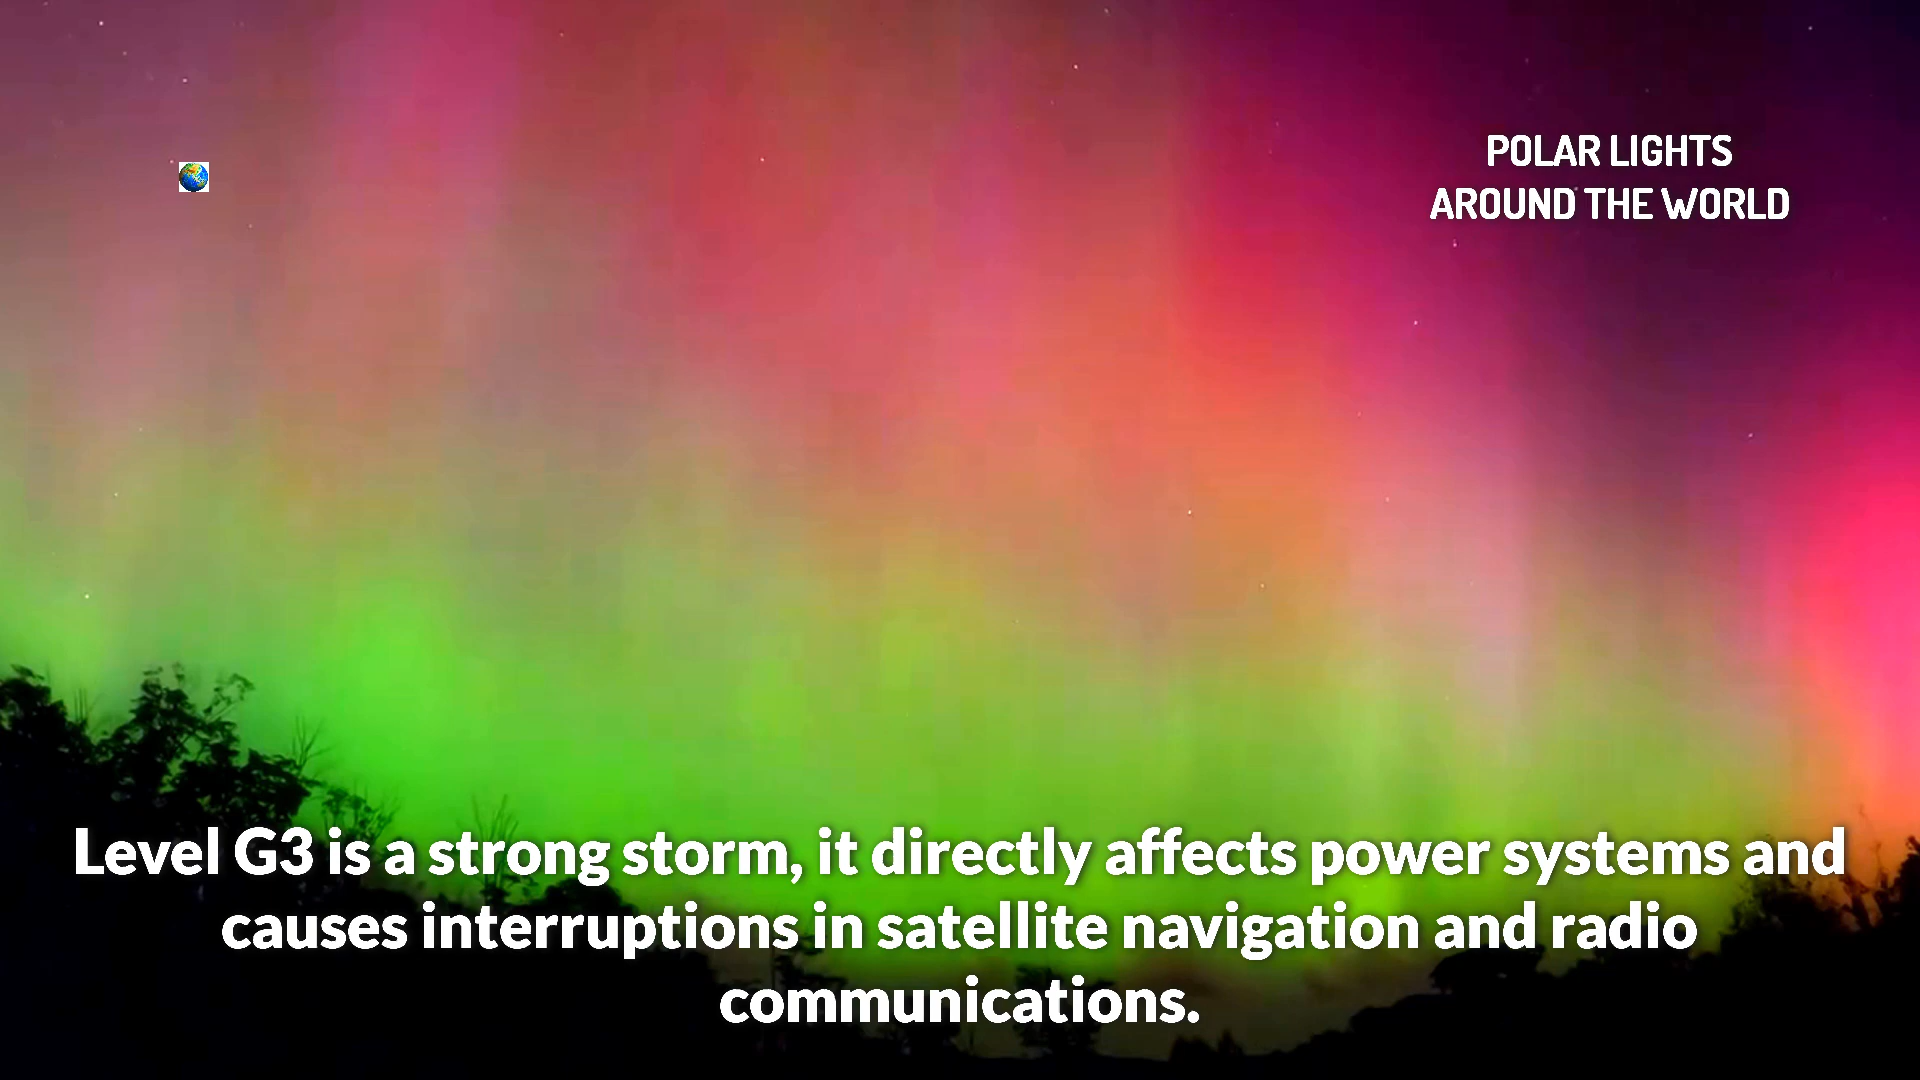 POLAR LIGHTS
AROUND THE WORLD
Level G3 is a strong storm, it directly affects power systems and
causes interruptions in satellite navigation and radio
communications.